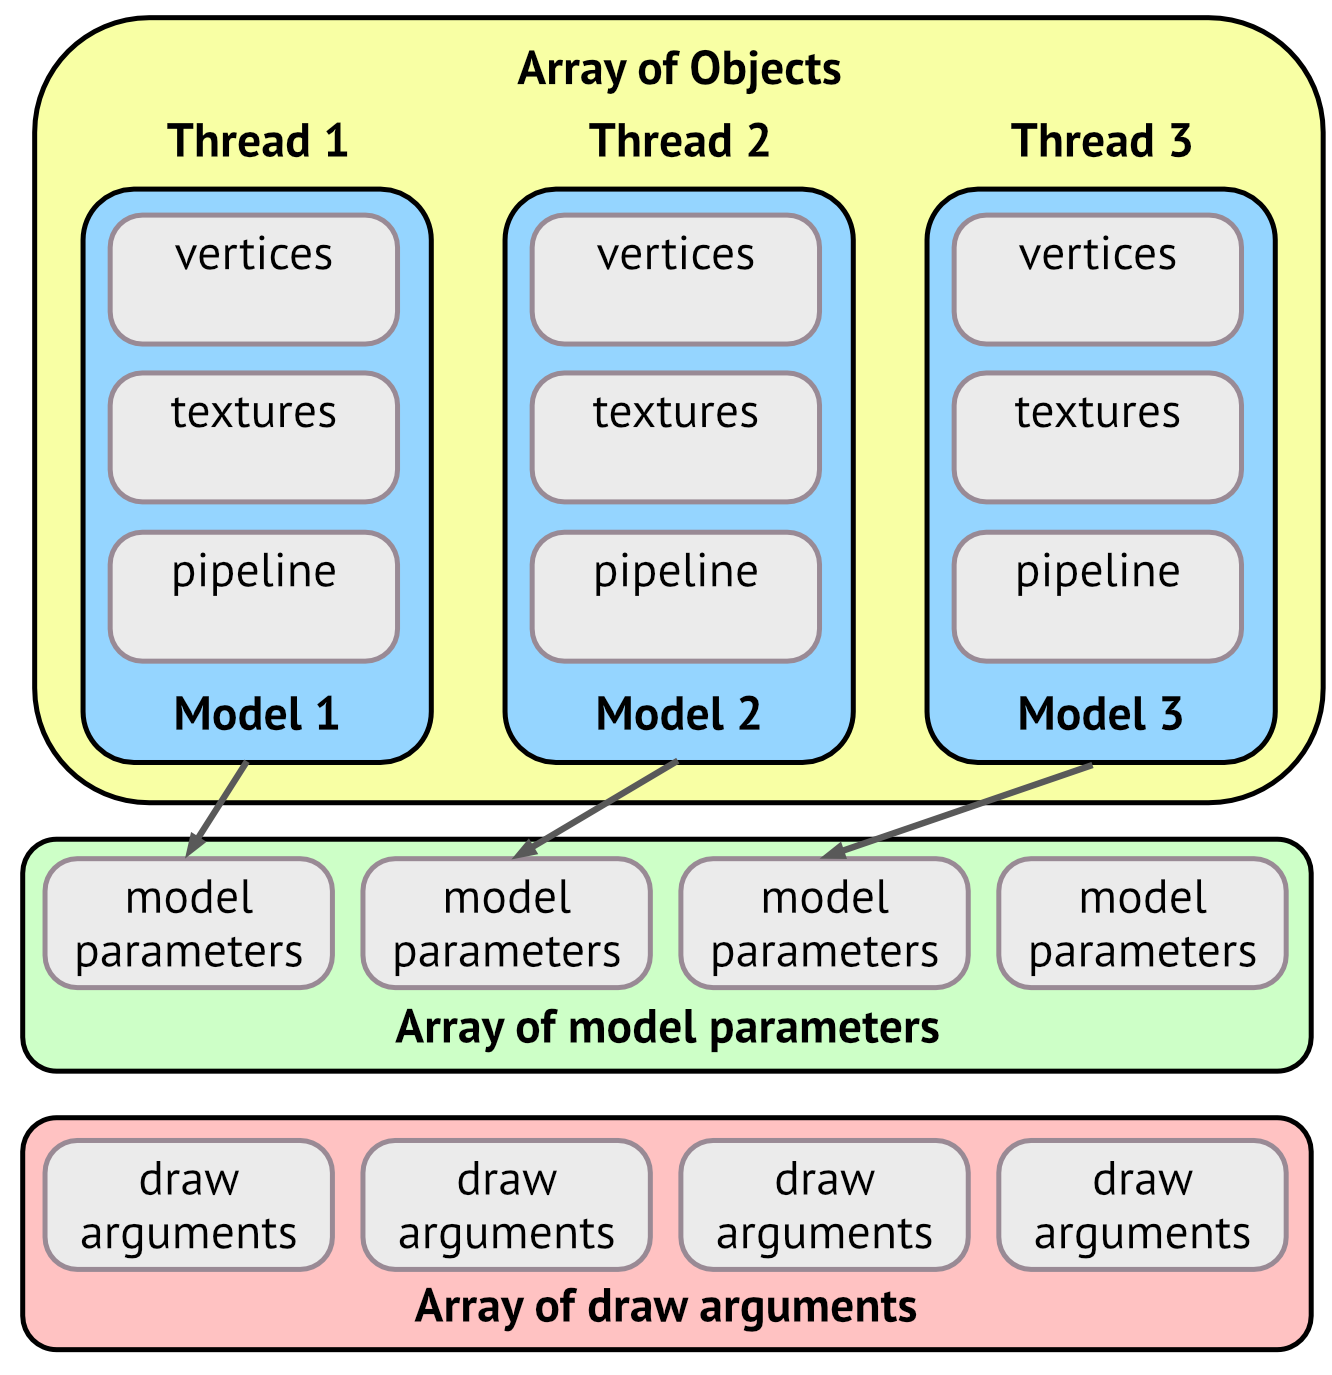 Array of Objects
Thread 1 Thread 2 Thread 3
vertices vertices vertices
textures textures textures
pipeline pipeline pipeline
Model 1 Model 2 Model 3
model model model model
parameters parameters parameters parameters
Array of model parameters
draw draw draw draw
arguments arguments arguments arguments
Array of draw arguments